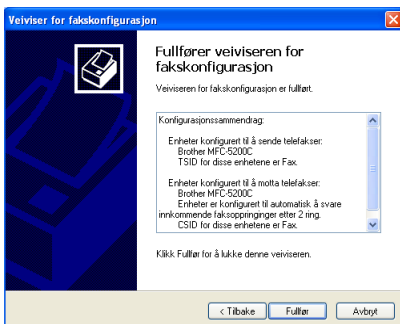 Veiviser for fakskonfigurasjon
Fullfører veiviseren for
fakskonfigurasjon
Veiviseren for fakskonfigurasjon er fullført.
Konfigurasjonssammendrag:
Enheter konfigurert til å sende telefakser:
Brother MFC-5200C
TSID for disse enhetene er Fax.
Enheter konfigurert til å motta telefakser:
Brother MFC-5200C
Enheter er konfigurert til automatisk å svare
innkommende faksoppringinger etter 2 ring.
CSID for disse enhetene er Fax.
Klikk Fullfør for å lukke denne veiviseren.
< Tilbake Fullfør Avbryt